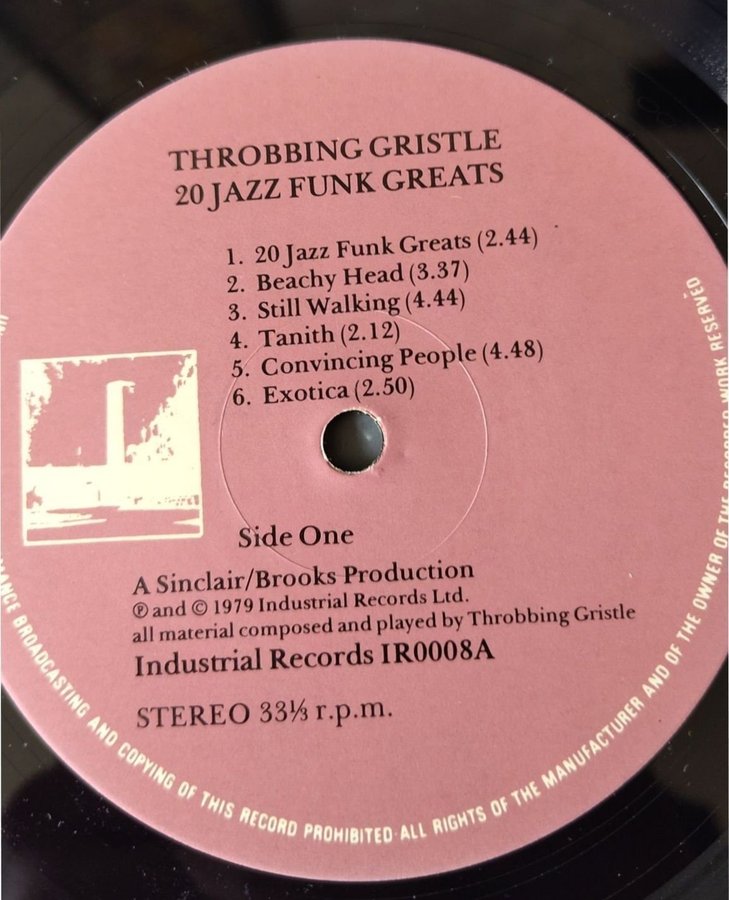 THROBBING GRISTLE
20 JAZZ FUNK GREATS
1. 20 Jazz Funk Greats (2.44)
2. Beachy Head (3.37)
3. Still Walking (4.44)
4. Tanith (2.12)
5. Convincing People (4.48)
6. Exotica (2.50)
Side One
A Sinclair/Brooks Production
℗ and © 1979 Industrial Records Ltd.
all material composed and played by Throbbing Gristle
Industrial Records IR0008A
STEREO 33⅓ r.p.m.
BROADCASTING AND COPYING OF THIS RECORD PROHIBITED·ALL RIGHTS OF THE MANUFACTURER AND OF THE OWNER OF THE RECORDED WORK RESERVED